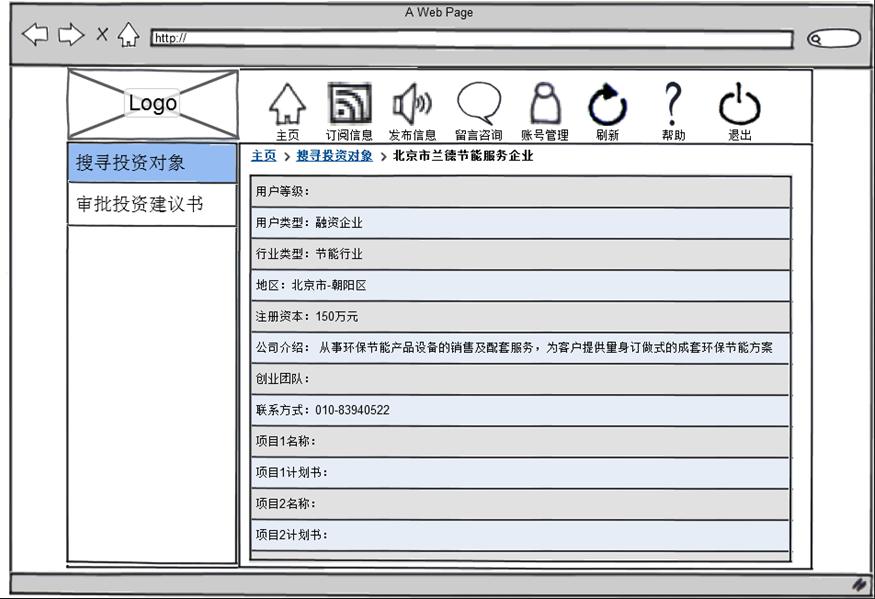 A Web Page
http://
Logo
主页 订阅信息 发布信息 留言咨询 账号管理 刷新 帮助 退出
搜寻投资对象
审批投资建议书
主页 > 搜寻投资对象 > 北京市兰德节能服务企业
用户等级：
用户类型：融资企业
行业类型：节能行业
地区：北京市-朝阳区
注册资本：150万元
公司介绍： 从事环保节能产品设备的销售及配套服务，为客户提供量身订做式的成套环保节能方案
创业团队：
联系方式：010-83940522
项目1名称：
项目1计划书：
项目2名称：
项目2计划书：